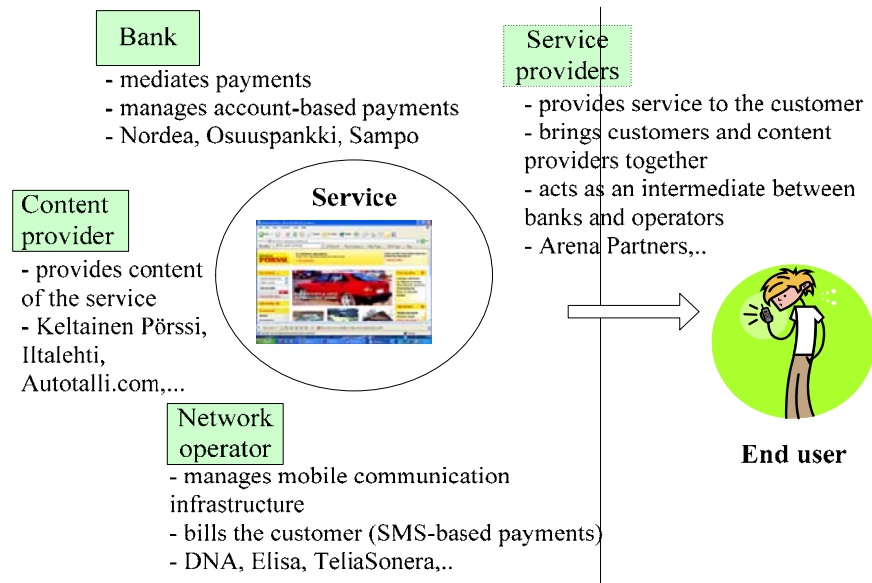 Bank
- mediates payments
- manages account-based payments
- Nordea, Osuuspankki, Sampo
Service
providers
- provides service to the customer
- brings customers and content
providers together
- acts as an intermediate between
banks and operators
- Arena Partners,..
Service
Content
provider
- provides content
of the service
- Keltainen Pörssi,
Iltalehti,
Autotalli.com,...
Network
operator
- manages mobile communication
infrastructure
- bills the customer (SMS-based payments)
- DNA, Elisa, TeliaSonera,..
End user